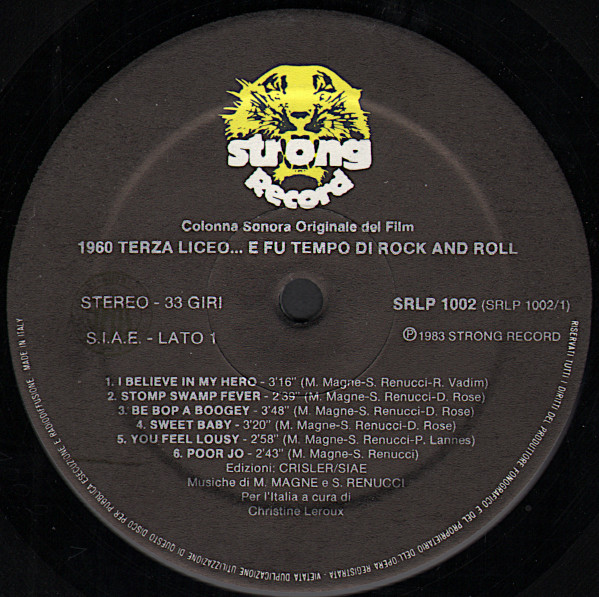 strong
Record
Colonna Sonora Originale del Film
1960 TERZA LICEO... E FU TEMPO DI ROCK AND ROLL
STEREO - 33 GIRI
SRLP 1002 (SRLP 1002/1)
S.I.A.E. - LATO 1
Ⓟ1983 STRONG RECORD
1. I BELIEVE IN MY HERO - 3'16" (M. Magne-S. Renucci-R. Vadim)
2. STOMP SWAMP FEVER - 2'39" (M. Magne-S. Renucci-D. Rose)
3. BE BOP A BOOGEY - 3'48" (M. Magne-S. Renucci-D. Rose)
4. SWEET BABY - 3'20" (M. Magne-S. Renucci-D. Rose)
5. YOU FEEL LOUSY - 2'58" (M. Magne-S. Renucci-P. Lannes)
6. POOR JO - 2'43" (M. Magne-S. Renucci)
Edizioni: CRISLER/SIAE
Musiche di M. MAGNE e S. RENUCCI
Per l'Italia a cura di
Christine Leroux
RISERVATI TUTTI I DIRITTI DEL PRODUTTORE FONOGRAFICO E DEL PROPRIETARIO DELL'OPERA REGISTRATA - VIETATA DUPLICAZIONE UTILIZZAZIONE DI QUESTO DISCO PER PUBBLICA ESECUZIONE E RADIODIFFUSIONE. MADE IN ITALY